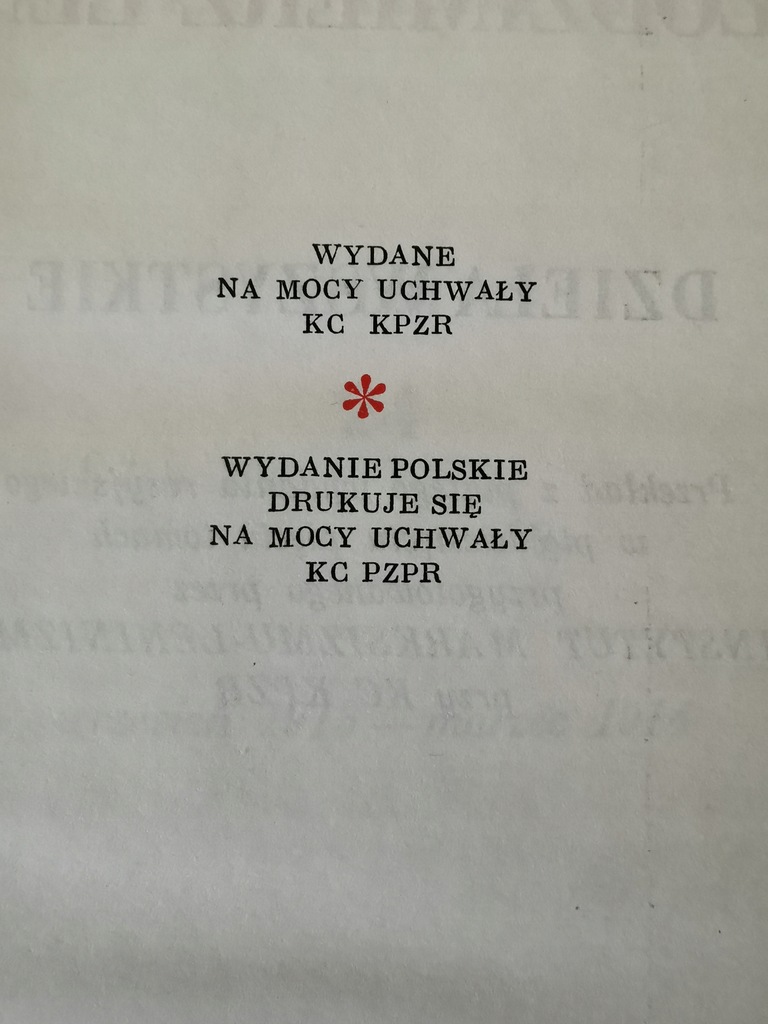 WYDANE
NA MOCY UCHWAŁY
KC KPZR
*
WYDANIE POLSKIE
DRUKUJE SIĘ
NA MOCY UCHWAŁY
KC PZPR